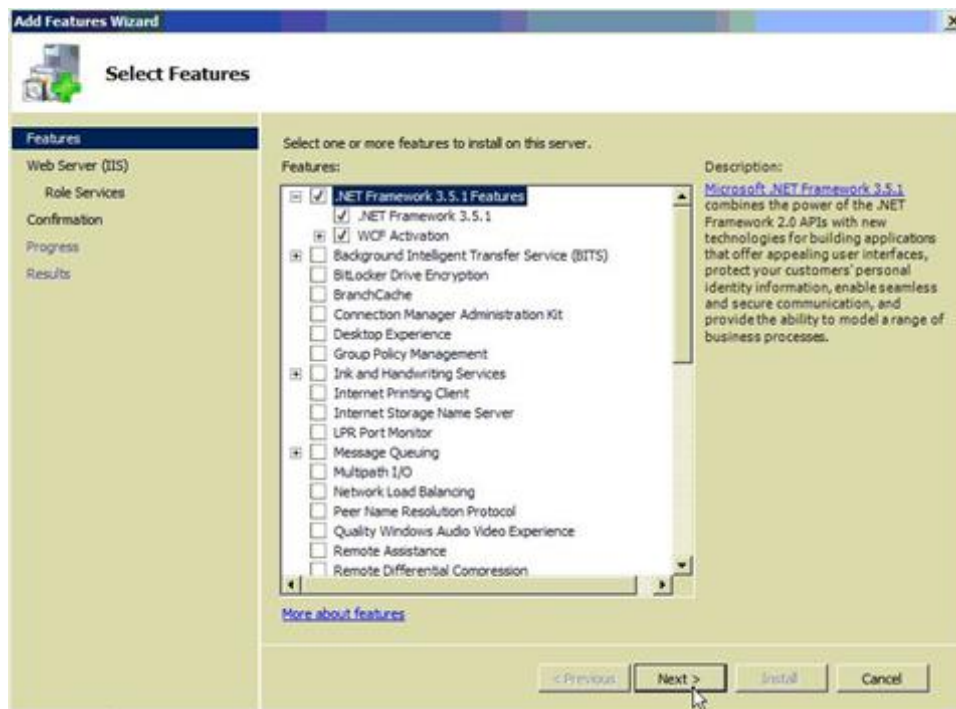 Add Features Wizard
Select Features
Features
Web Server (IIS)
Role Services
Confirmation
Progress
Results
Select one or more features to install on this server.
Features:
.NET Framework 3.5.1 Features
.NET Framework 3.5.1
WCF Activation
Background Intelligent Transfer Service (BITS)
BitLocker Drive Encryption
BranchCache
Connection Manager Administration Kit
Desktop Experience
Group Policy Management
Ink and Handwriting Services
Internet Printing Client
Internet Storage Name Server
LPR Port Monitor
Message Queuing
Multipath I/O
Network Load Balancing
Peer Name Resolution Protocol
Quality Windows Audio Video Experience
Remote Assistance
Remote Differential Compression
More about features
Description:
Microsoft .NET Framework 3.5.1
combines the power of the .NET
Framework 2.0 APIs with new
technologies for building applications
that offer appealing user interfaces,
protect your customers' personal
identity information, enable seamless
and secure communication, and
provide the ability to model a range of
business processes.
< Previous
Next >
Install
Cancel